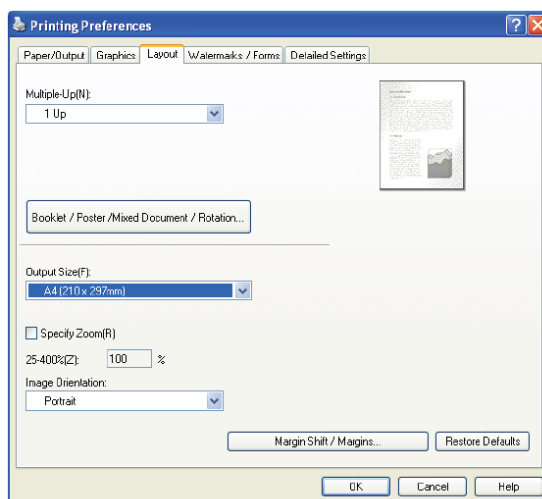 Printing Preferences
Paper/Output Graphics Layout Watermarks / Forms Detailed Settings
Multiple-Up(N):
1 Up
Booklet / Poster /Mixed Document / Rotation...
Output Size(F):
A4 (210 x 297mm)
Specify Zoom(R)
25-400%(Z): 100 %
Image Orientation:
Portrait
Margin Shift / Margins... Restore Defaults
OK Cancel Help